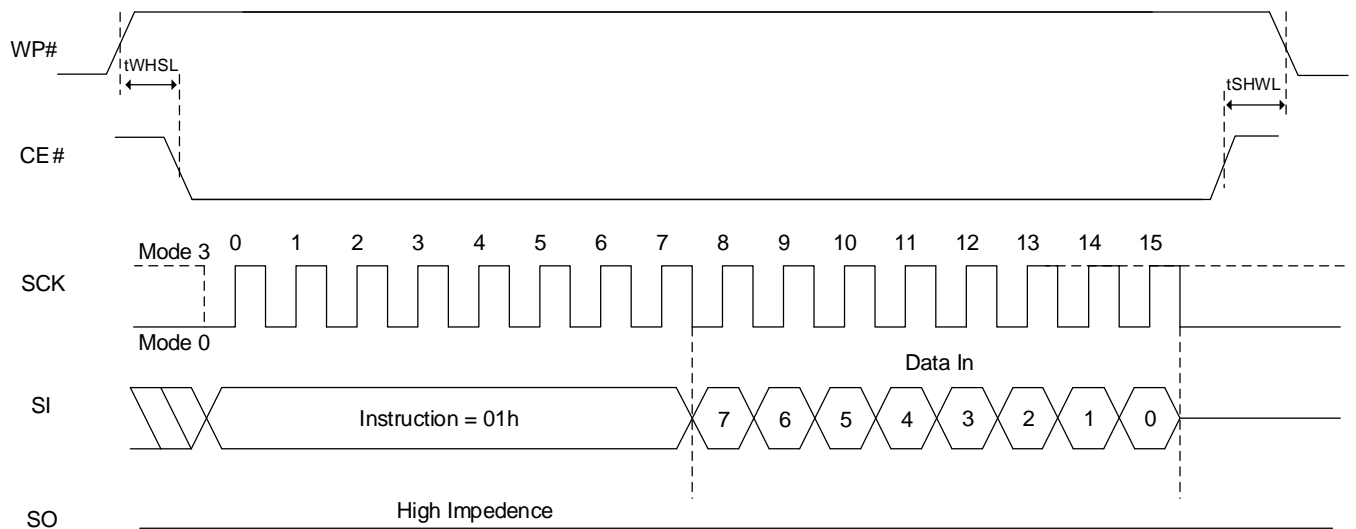 WP#
tWHSL
tSHWL
CE#
Mode 3 0 1 2 3 4 5 6 7 8 9 10 11 12 13 14 15
SCK
Mode 0
Data In
SI
Instruction = 01h 7 6 5 4 3 2 1 0
High Impedence
SO